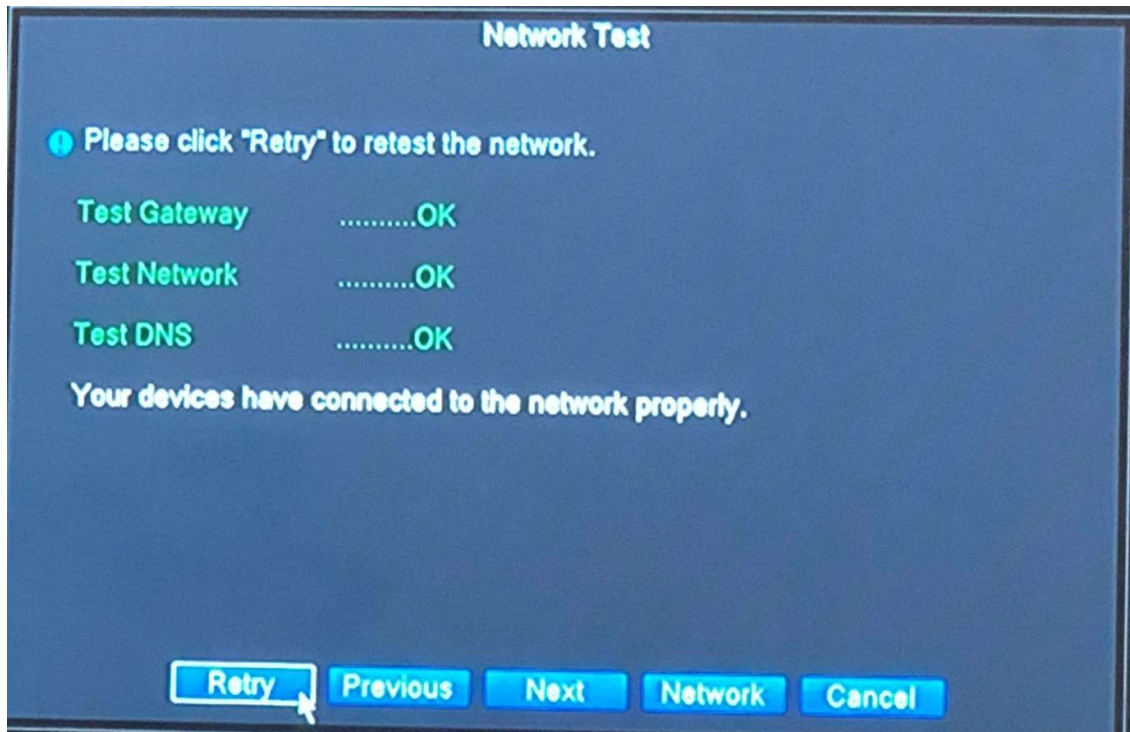 Network Test
Please click "Retry" to retest the network.
Test Gateway ..........OK
Test Network ..........OK
Test DNS ..........OK
Your devices have connected to the network properly.
Retry Previous Next Network Cancel